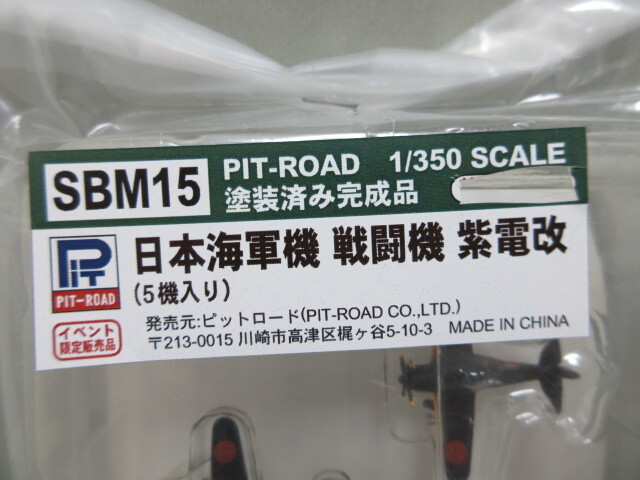 SBM15
PIT-ROAD 1/350 SCALE
塗装済み完成品
PIT
PIT-ROAD
日本海軍機 戦闘機 紫電改
(5機入り)
イベント
限定販売品
発売元:ピットロード(PIT-ROAD CO.,LTD.)
〒213-0015 川崎市高津区梶ヶ谷5-10-3 MADE IN CHINA